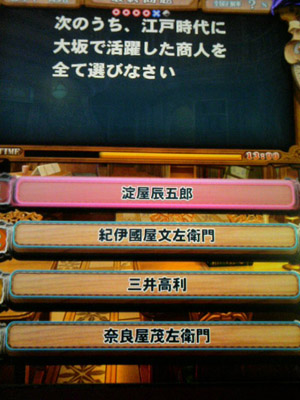 次のうち、江戸時代に
大坂で活躍した商人を
全て選びなさい
TIME
淀屋辰五郎
紀伊國屋文左衛門
三井高利
奈良屋茂左衛門